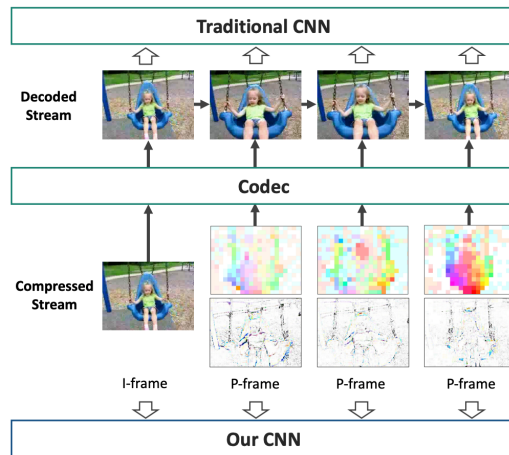 Traditional CNN
Decoded
Stream
Codec
Compressed
Stream
I-frame
P-frame
P-frame
P-frame
Our CNN